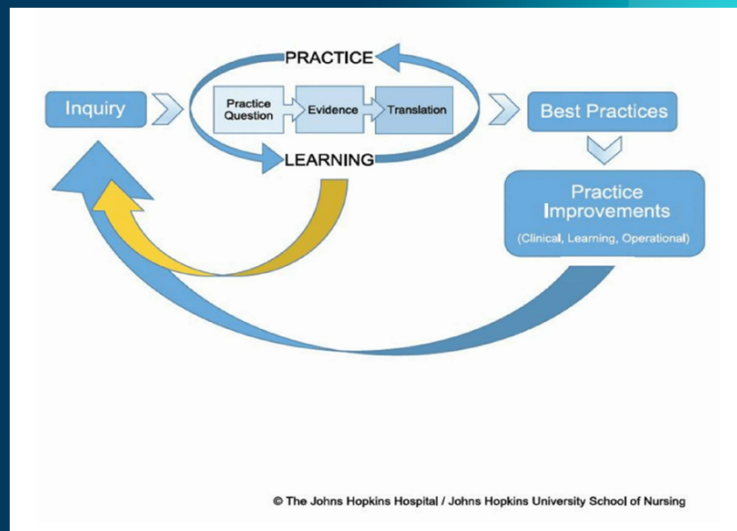 PRACTICE
Inquiry
Practice
Question
Evidence
Translation
LEARNING
Best Practices
Practice
Improvements
(Clinical, Learning, Operational)
© The Johns Hopkins Hospital / Johns Hopkins University School of Nursing